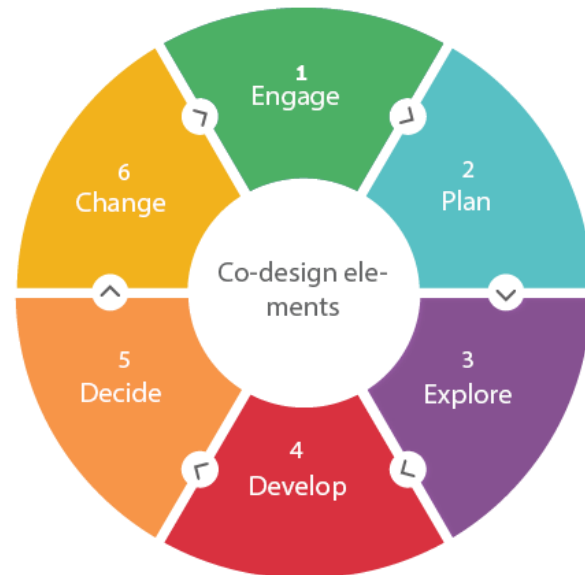 1
Engage
2
Plan
3
Explore
4
Develop
5
Decide
6
Change
Co-design ele-
ments